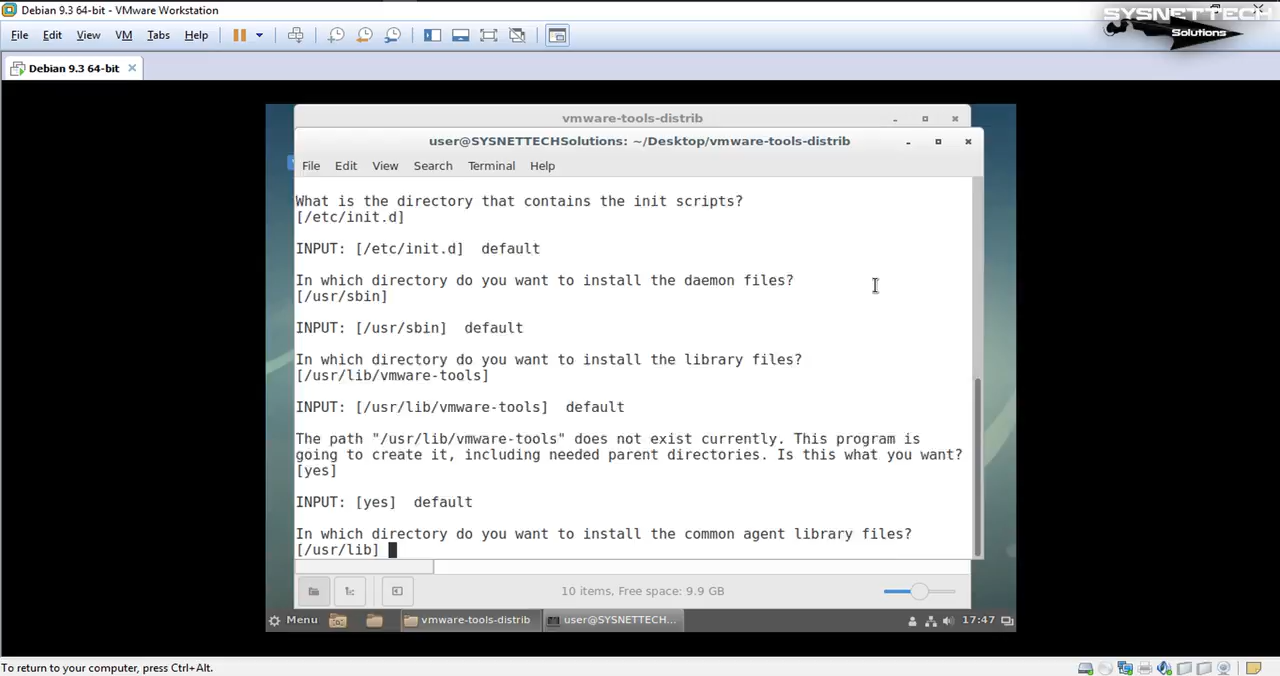 Debian 9.3 64-bit - VMware Workstation
SYSNETTECH
Solutions
File Edit View VM Tabs Help
Debian 9.3 64-bit
vmware-tools-distrib
user@SYSNETTECHSolutions: ~/Desktop/vmware-tools-distrib
File Edit View Search Terminal Help
What is the directory that contains the init scripts?
[/etc/init.d]
INPUT: [/etc/init.d]  default
In which directory do you want to install the daemon files?
[/usr/sbin]
INPUT: [/usr/sbin]  default
In which directory do you want to install the library files?
[/usr/lib/vmware-tools]
INPUT: [/usr/lib/vmware-tools]  default
The path "/usr/lib/vmware-tools" does not exist currently. This program is
going to create it, including needed parent directories. Is this what you want?
[yes]
INPUT: [yes]  default
In which directory do you want to install the common agent library files?
[/usr/lib]
10 items, Free space: 9.9 GB
Menu vmware-tools-distrib user@SYSNETTECH... 17:47
To return to your computer, press Ctrl+Alt.